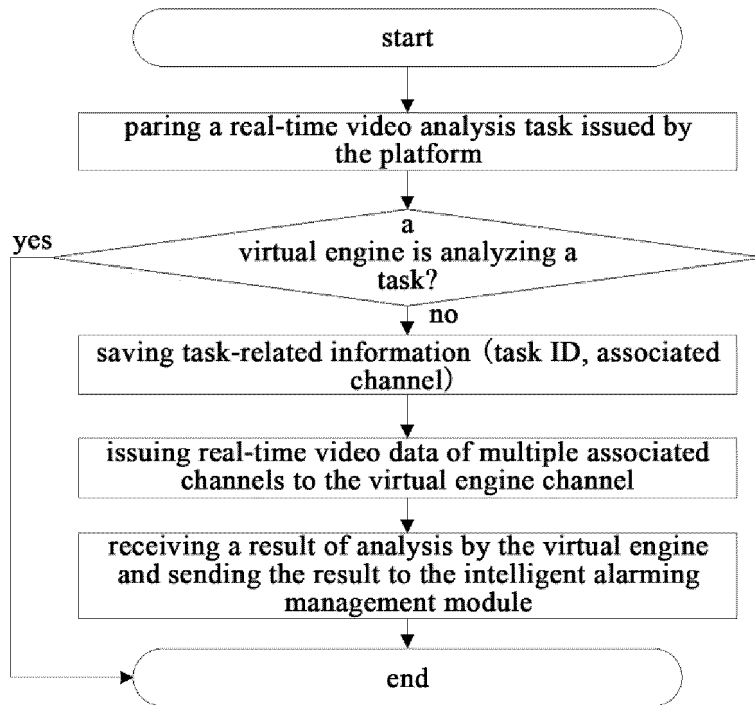 start
paring a real-time video analysis task issued by
the platform
a
yes
virtual engine is analyzing a
task?
no
saving task-related information (task ID, associated
channel)
issuing real-time video data of multiple associated
channels to the virtual engine channel
receiving a result of analysis by the virtual engine
and sending the result to the intelligent alarming
management module
end